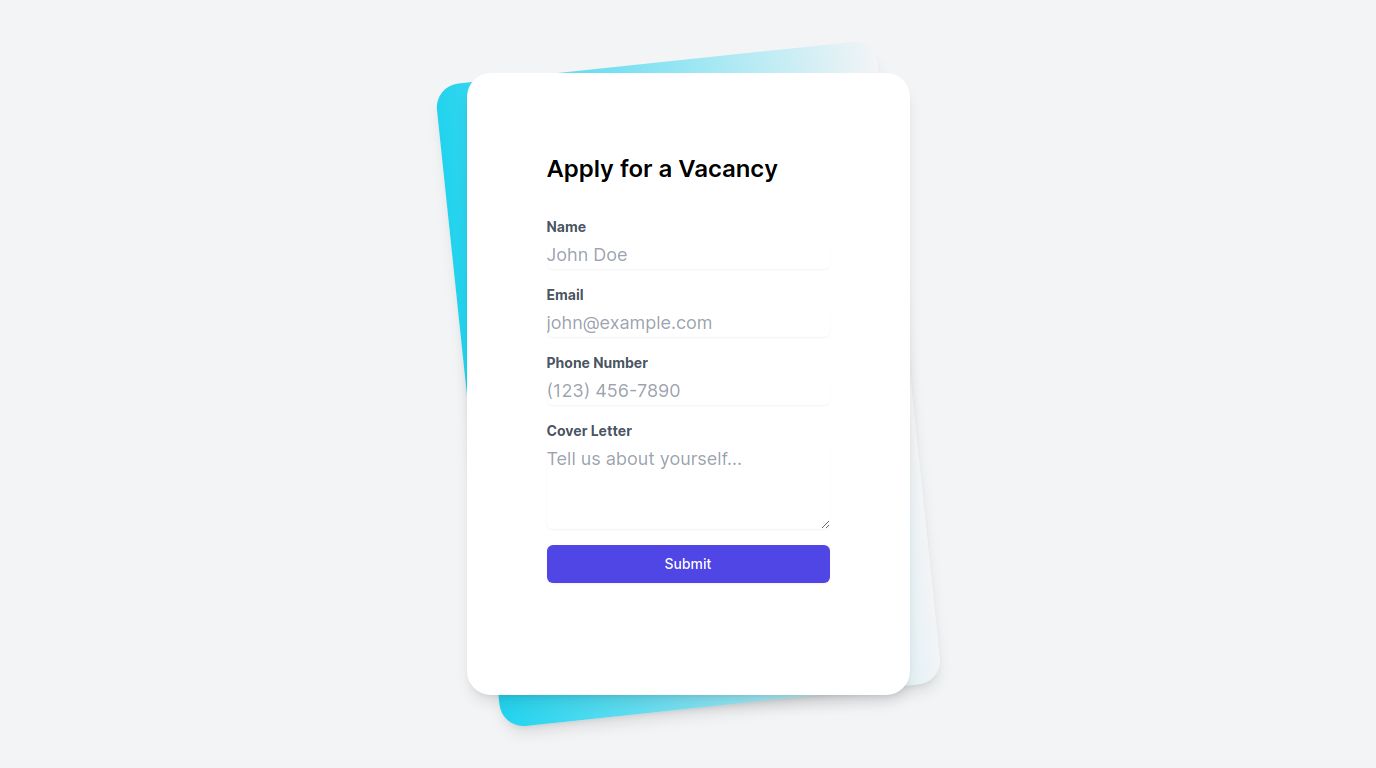 Apply for a Vacancy
Name
John Doe
Email
john@example.com
Phone Number
(123) 456-7890
Cover Letter
Tell us about yourself...
Submit